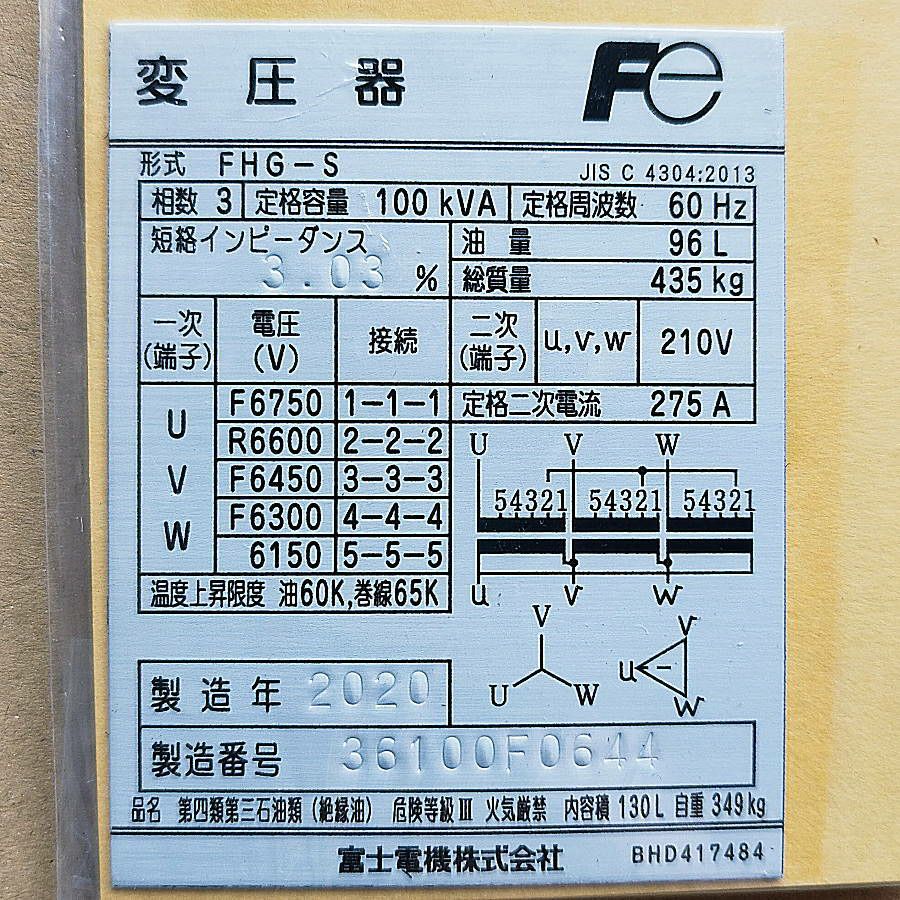 変圧器 Fe
形式 FHG-S JIS C 4304:2013
相数 3 定格容量 100 kVA 定格周波数 60 Hz
短絡インピーダンス 3.03 %
油量 96 L
総質量 435 kg
一次(端子) 電圧(V) 接続 二次(端子) u,v,w 210V
U V W
F6750 1-1-1
R6600 2-2-2
F6450 3-3-3
F6300 4-4-4
6150 5-5-5
定格二次電流 275 A
温度上昇限度 油60K,巻線65K
U V W
54321 54321 54321
u v w
V
U W
v
u
w
製造年 2020
製造番号 36100F0644
品名 第四類第三石油類(絶縁油) 危険等級Ⅲ 火気厳禁 内容積 130L 自重 349kg
富士電機株式会社 BHD417484